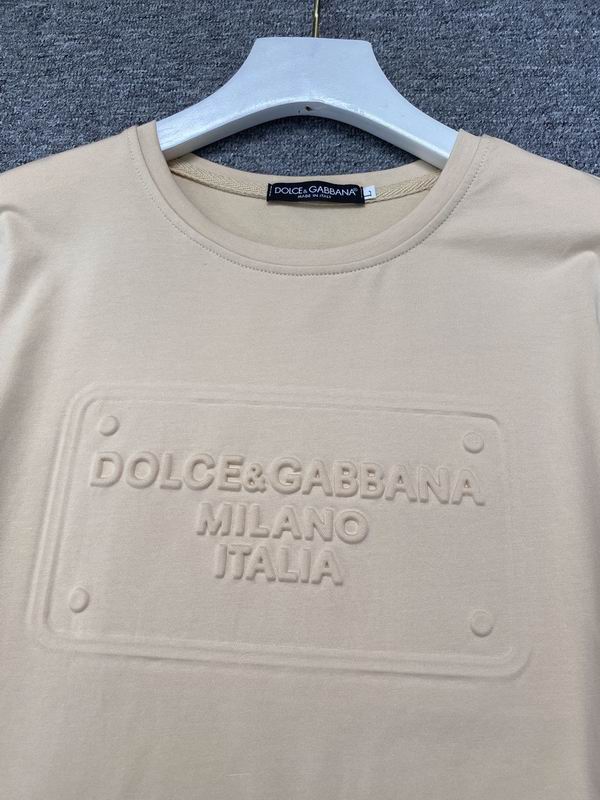 DOLCE & GABBANA®
MADE IN ITALY
L
DOLCE&GABBANA
MILANO
ITALIA